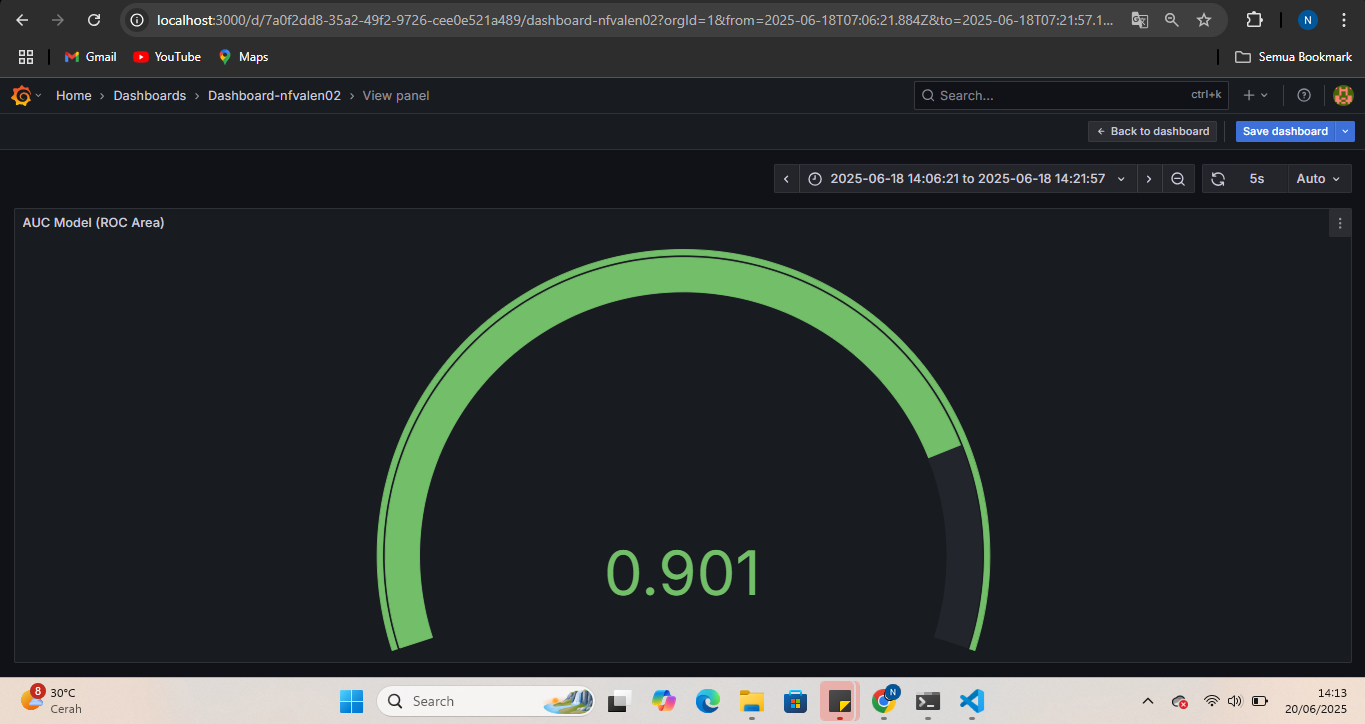 localhost:3000/d/7a0f2dd8-35a2-49f2-9726-cee0e521a489/dashboard-nfvalen02?orgId=1&from=2025-06-18T07:06:21.884Z&to=2025-06-18T07:21:57.1...
N
Gmail
YouTube
Maps
Semua Bookmark
Home › Dashboards › Dashboard-nfvalen02 › View panel
Search...
ctrl+k
Back to dashboard
Save dashboard
2025-06-18 14:06:21 to 2025-06-18 14:21:57
5s
Auto
AUC Model (ROC Area)
0.901
8
30°C
Cerah
Search
N
14:13
20/06/2025